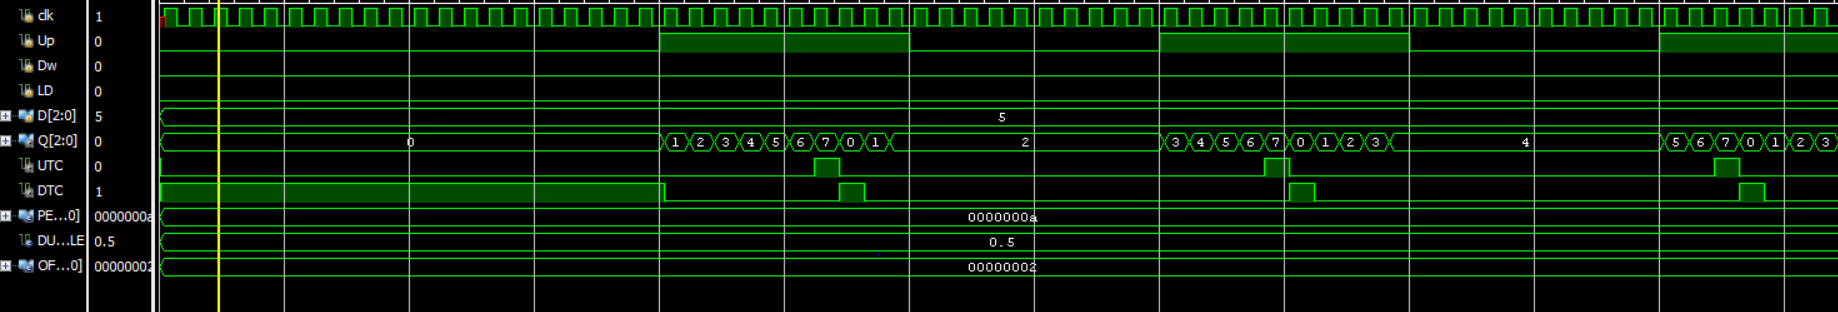 clk 1
Up 0
Dw 0
LD 0
D[2:0] 5 5
Q[2:0] 0 0 1 2 3 4 5 6 7 0 1 2 3 4 5 6 7 0 1 2 3 4 5 6 7 0 1 2 3
UTC 0
DTC 1
PE...0] 0000000a 0000000a
DU...LE 0.5 0.5
OF...0] 00000002 00000002